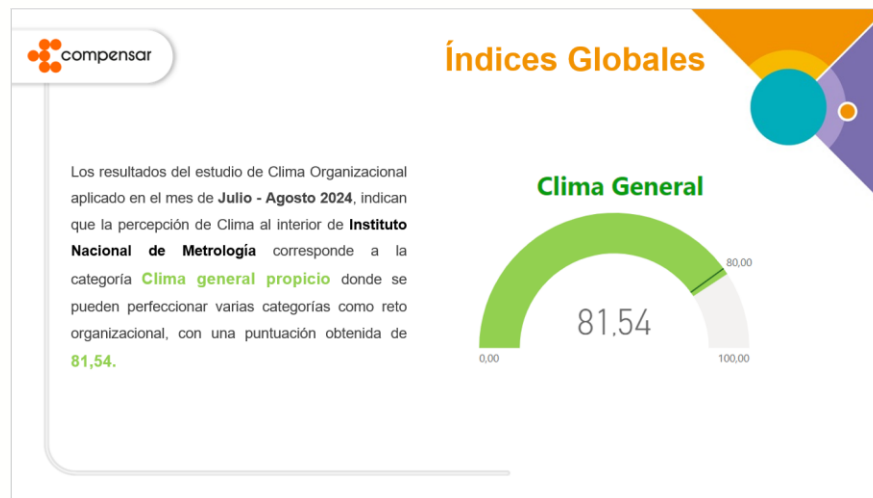 compensar
Índices Globales
Los resultados del estudio de Clima Organizacional
aplicado en el mes de Julio - Agosto 2024, indican
que la percepción de Clima al interior de Instituto
Nacional de Metrología corresponde a la
categoría Clima general propicio donde se
pueden perfeccionar varias categorías como reto
organizacional, con una puntuación obtenida de
81,54.
Clima General
80,00
81,54
0,00
100,00